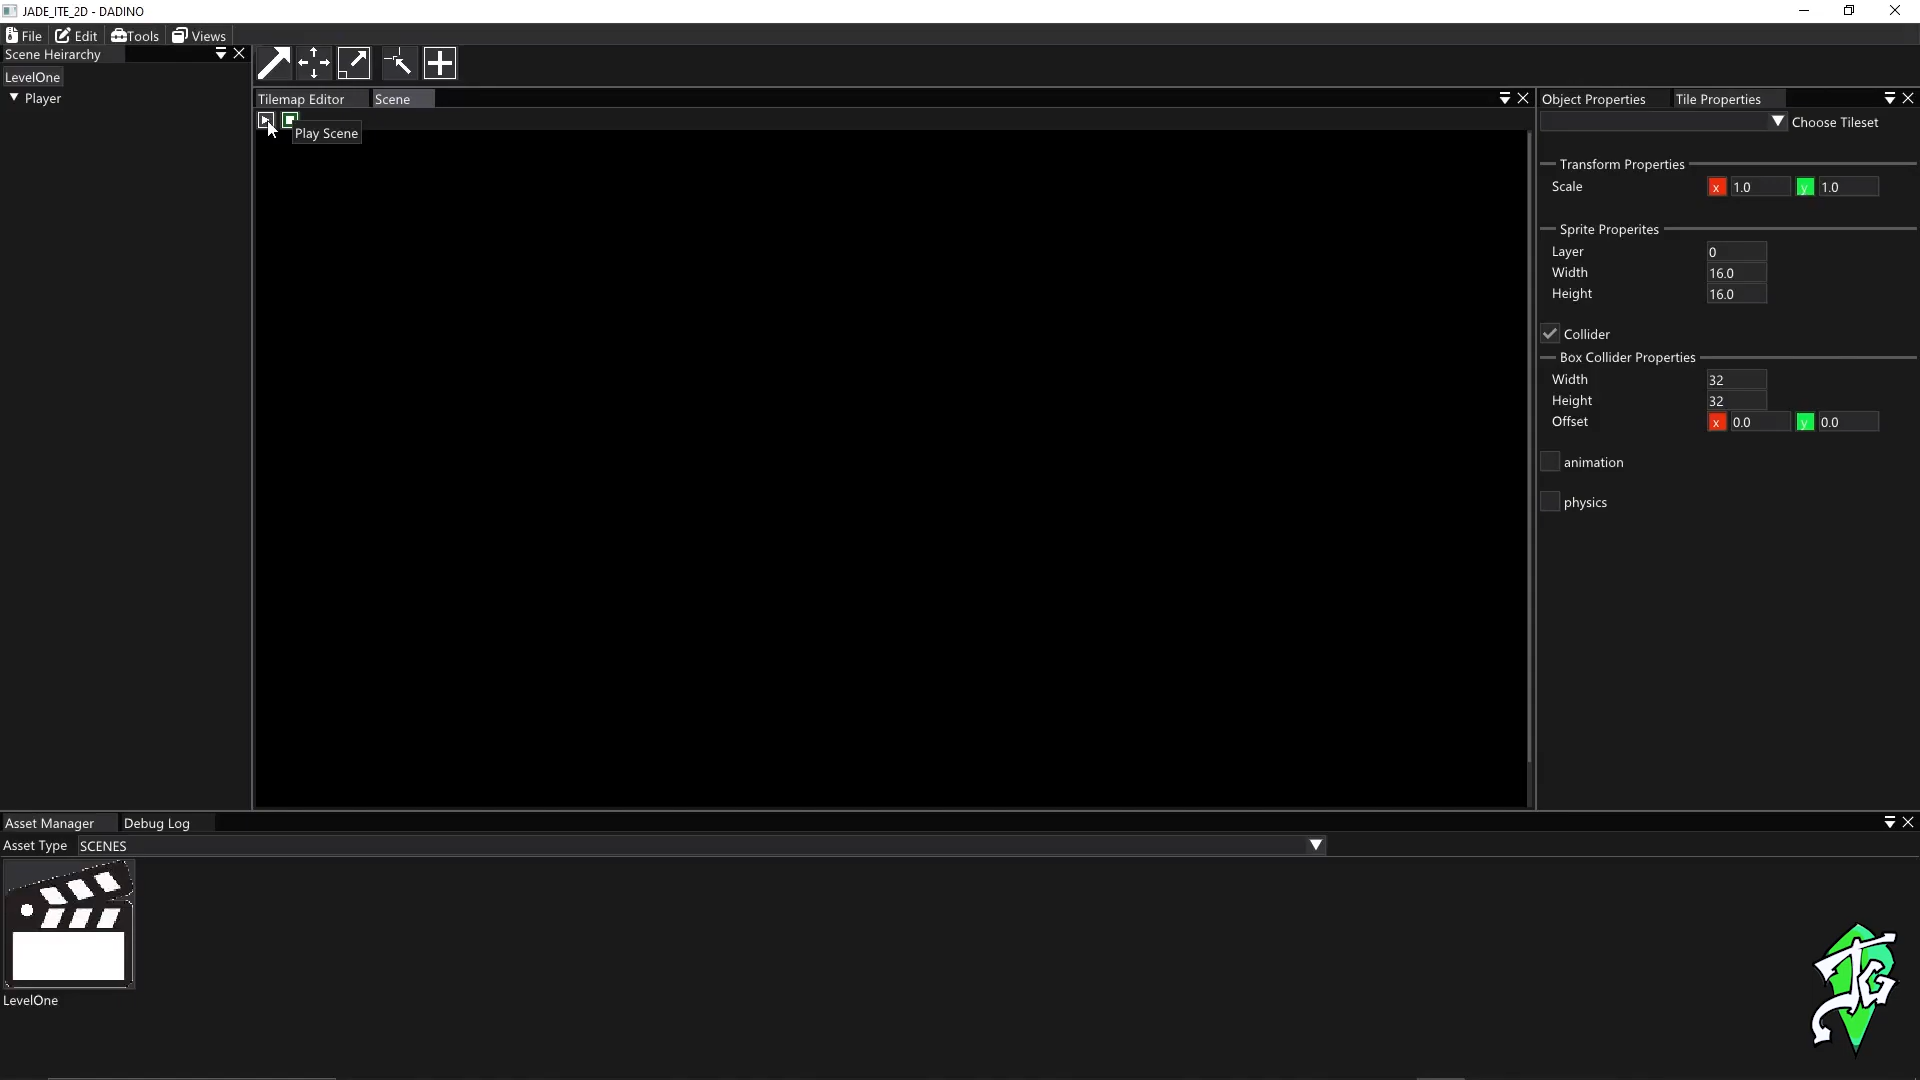 JADE_ITE_2D - DADINO
File Edit Tools Views
Scene Heirarchy
LevelOne
Player
Tilemap Editor Scene
Play Scene
Object Properties Tile Properties
Choose Tileset
Transform Properties
Scale x 1.0 y 1.0
Sprite Properites
Layer 0
Width 16.0
Height 16.0
Collider
Box Collider Properties
Width 32
Height 32
Offset x 0.0 y 0.0
animation
physics
Asset Manager Debug Log
Asset Type SCENES
LevelOne
JG